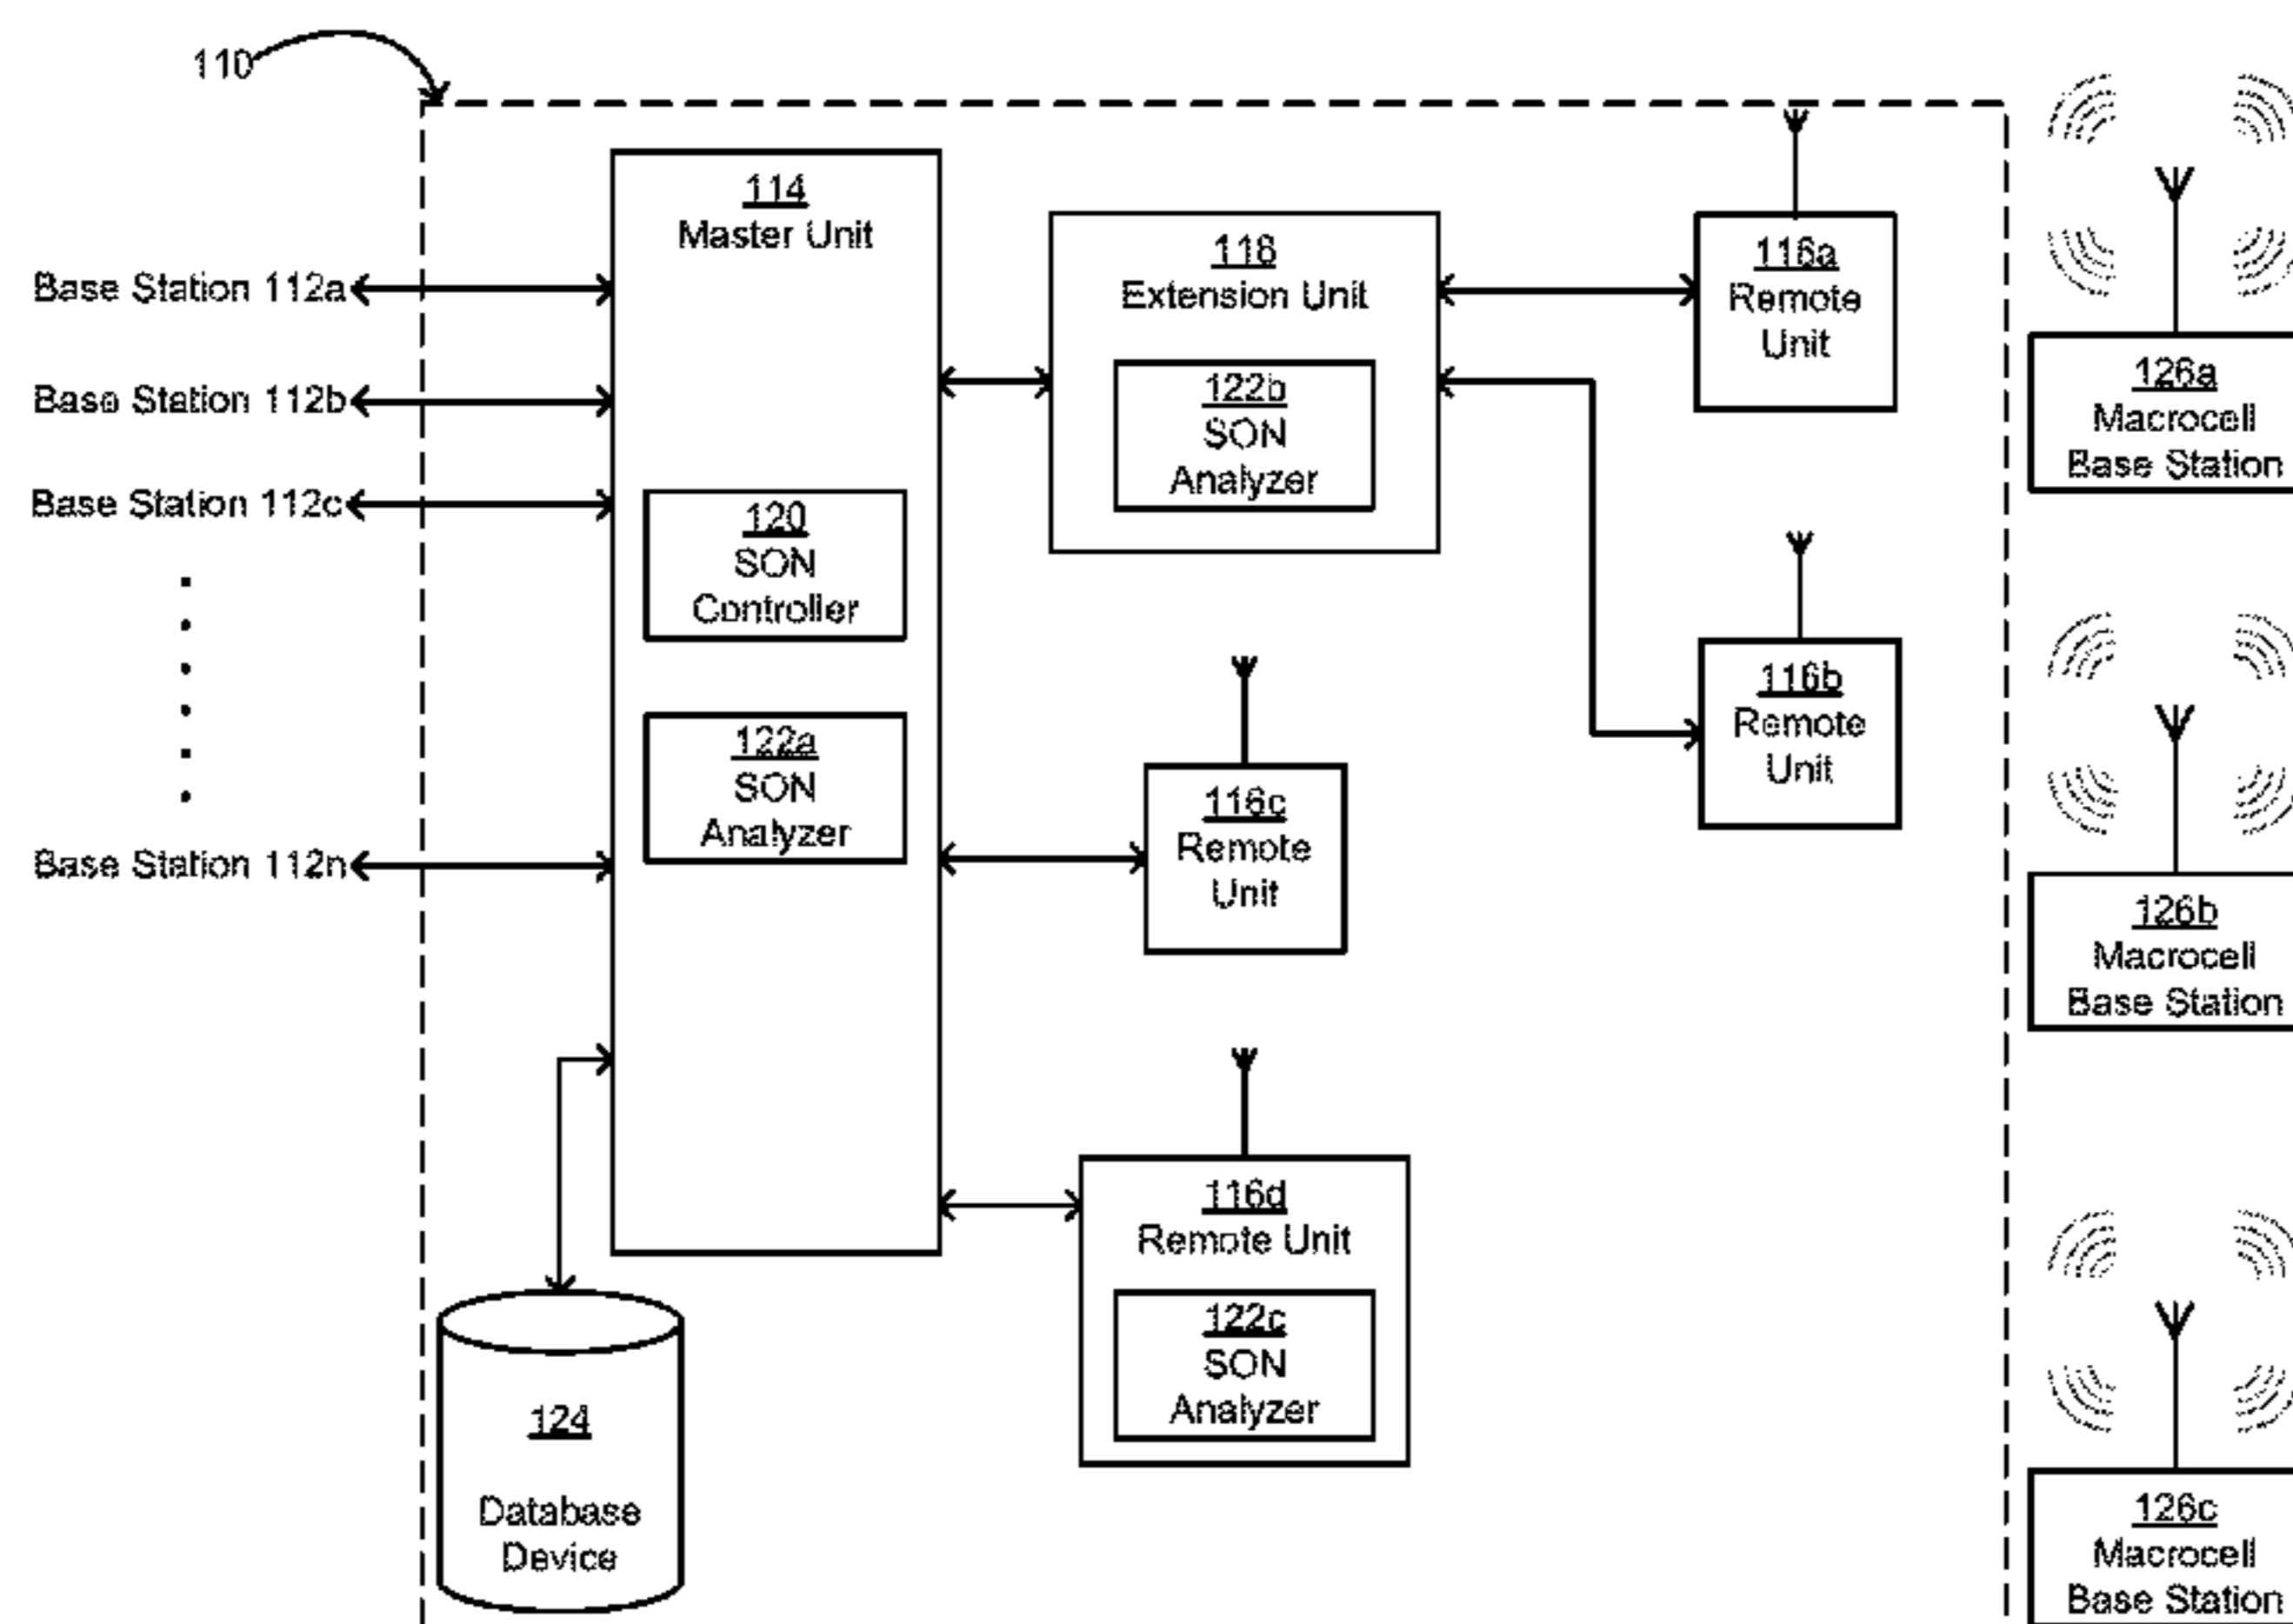 110
114
Master Unit
Base Station 112a
Base Station 112b
Base Station 112c
Base Station 112n
120
SON
Controller
122a
SON
Analyzer
118
Extension Unit
122b
SON
Analyzer
116a
Remote
Unit
116b
Remote
Unit
116c
Remote
Unit
116d
Remote Unit
122c
SON
Analyzer
124
Database
Device
126a
Macrocell
Base Station
126b
Macrocell
Base Station
126c
Macrocell
Base Station